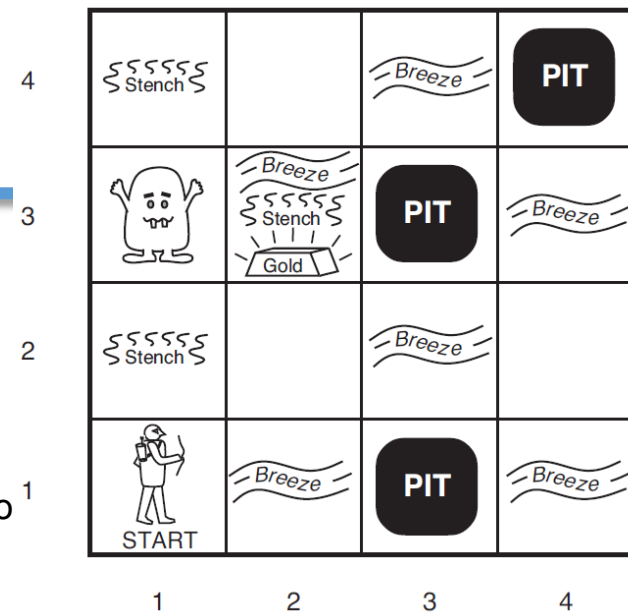 4
Stench
Breeze
PIT
3
Breeze
Stench
Gold
PIT
Breeze
2
Stench
Breeze
1
START
Breeze
PIT
Breeze
o
1 2 3 4